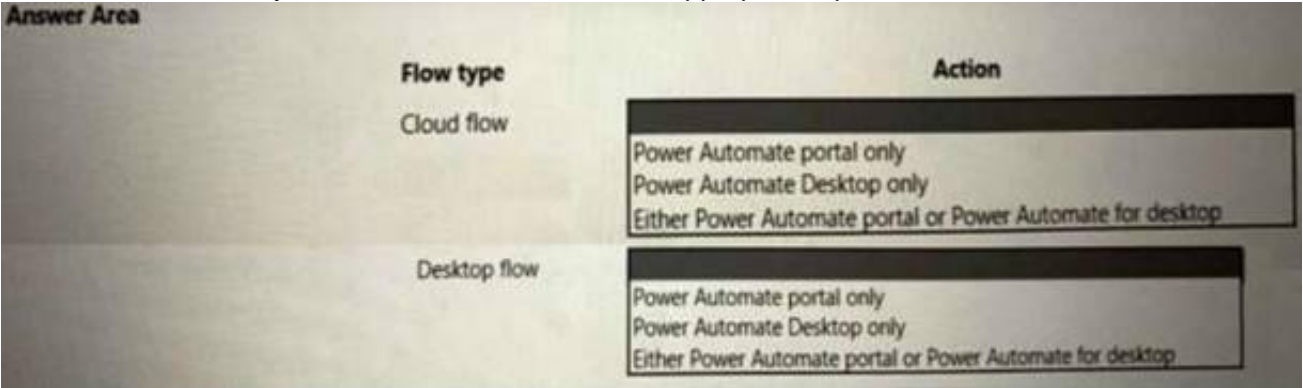 Answer Area
Flow type Action
Cloud flow
Power Automate portal only
Power Automate Desktop only
Either Power Automate portal or Power Automate for desktop
Desktop flow
Power Automate portal only
Power Automate Desktop only
Either Power Automate portal or Power Automate for desktop